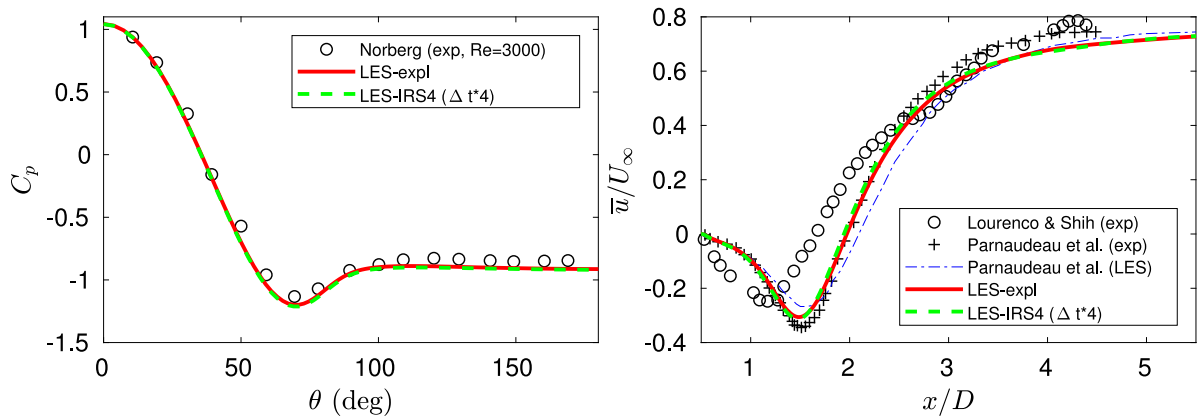 1
0.5
0
-0.5
-1
-1.5
0
50
100
150
C_p
θ (deg)
Norberg (exp, Re=3000)
LES-expl
LES-IRS4 (Δ t*4)
0.8
0.6
0.4
0.2
0
-0.2
-0.4
1
2
3
4
5
u̅/U_∞
x/D
Lourenco & Shih (exp)
Parnaudeau et al. (exp)
Parnaudeau et al. (LES)
LES-expl
LES-IRS4 (Δ t*4)